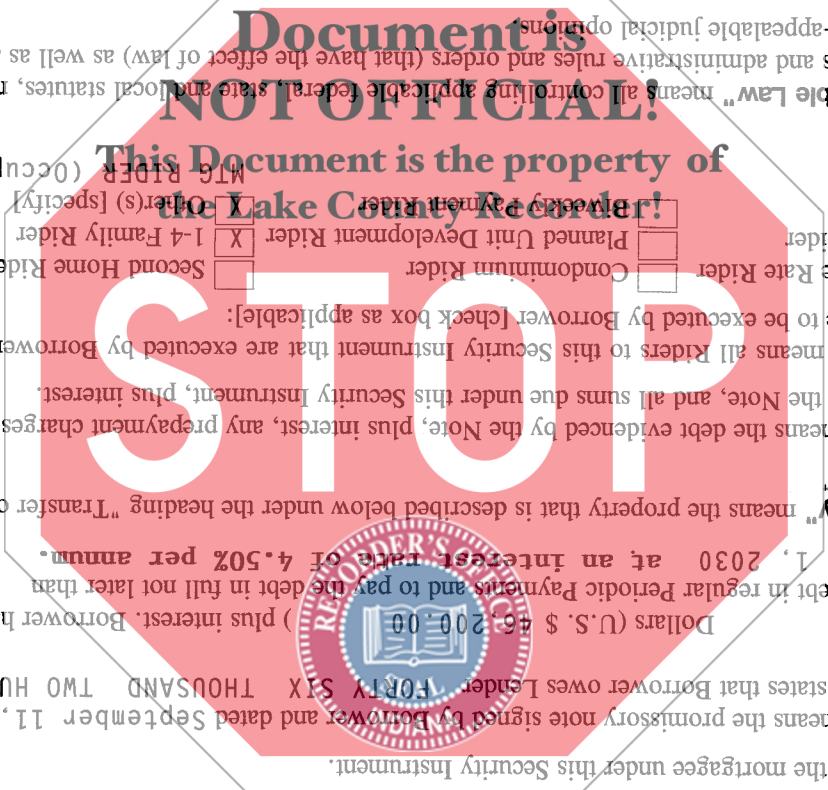 Document is
NOT OFFICIAL!
This Document is the property of
the Lake County Recorder!
STOP
RECORDER'S OFFICE
SEAL
INDIANA
the mortgagee under this Security Instrument.
means the promissory note signed by Borrower and dated September 11,
states that Borrower owes Lender FORTY SIX THOUSAND TWO HU
Dollars (U.S. $ 46,200.00 ) plus interest. Borrower h
ebt in regular Periodic Payments and to pay the debt in full not later than
1, 2030 at an interest rate of 4.50% per annum.
y" means the property that is described below under the heading "Transfer o
eans the debt evidenced by the Note, plus interest, any prepayment charges
the Note, and all sums due under this Security Instrument, plus interest.
means all Riders to this Security Instrument that are executed by Borrower
e to be executed by Borrower [check box as applicable]:
e Rate Rider Condominium Rider Second Home Ride
ider Planned Unit Development Rider X 1-4 Family Rider
Biweekly Payment Rider X Other(s) [specify]
MTG RIDER (Occup
ble Law" means all controlling applicable federal, state and local statutes, r
s and administrative rules and orders (that have the effect of law) as well as
-appealable judicial opinions.